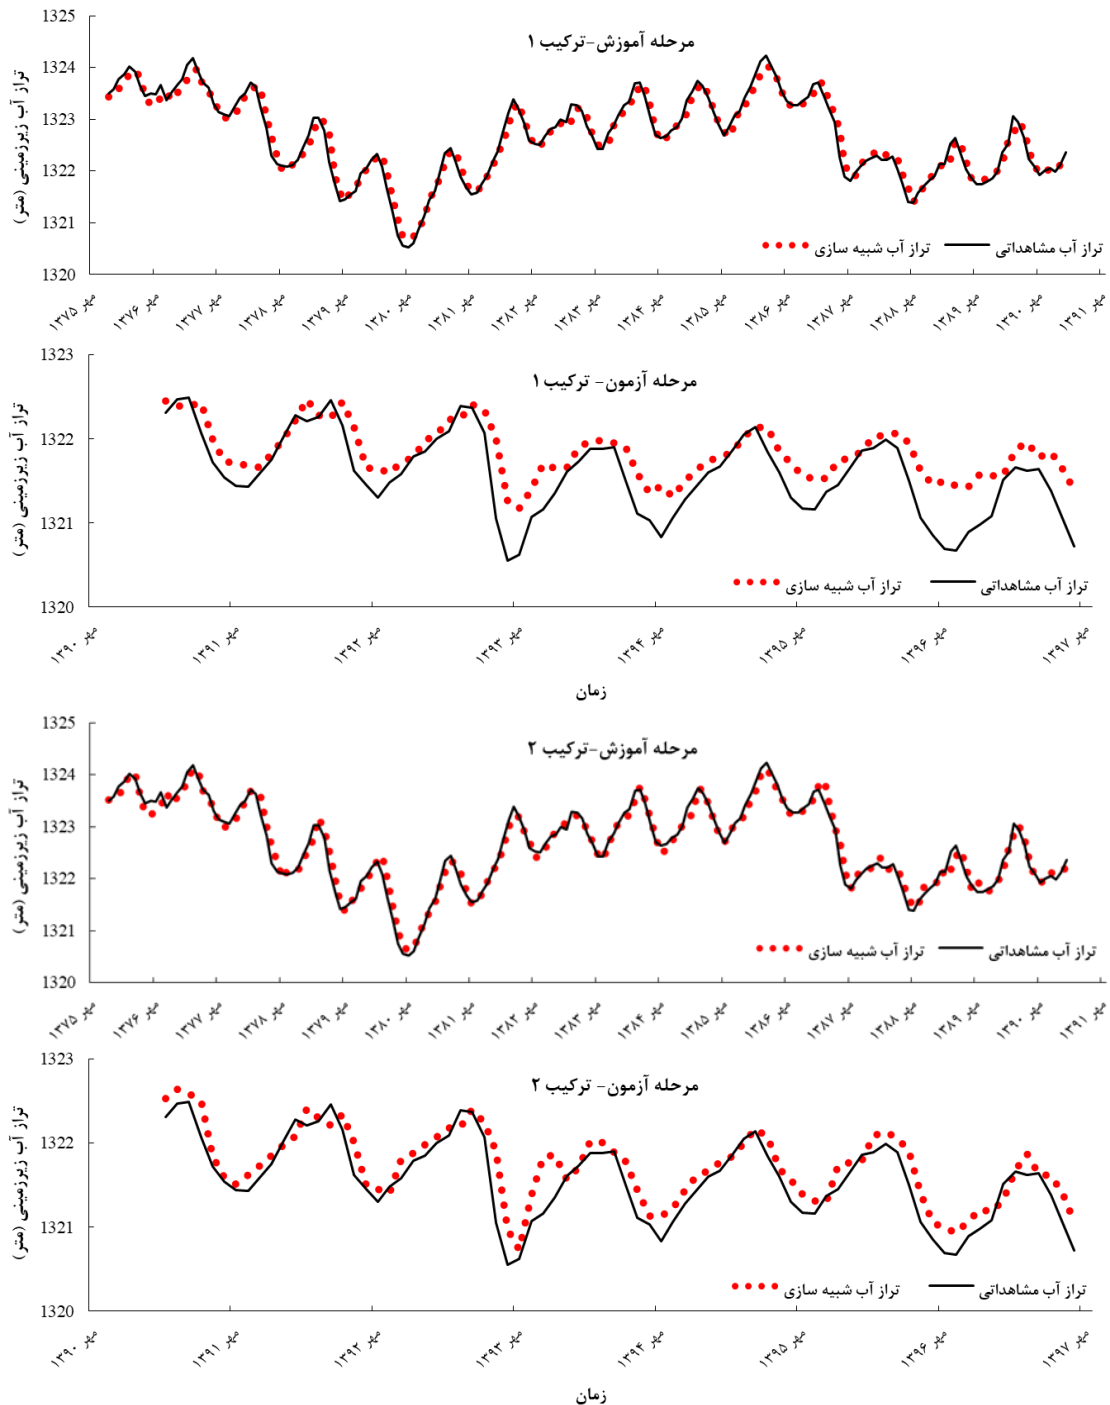 مرحله آموزش-ترکیب ۱
تراز آب زیرزمینی (متر)
1325
1324
1323
1322
1321
1320
تراز آب مشاهداتی تراز آب شبیه سازی
مهر ۱۳۷۵ مهر ۱۳۷۶ مهر ۱۳۷۷ مهر ۱۳۷۸ مهر ۱۳۷۹ مهر ۱۳۸۰ مهر ۱۳۸۱ مهر ۱۳۸۲ مهر ۱۳۸۳ مهر ۱۳۸۴ مهر ۱۳۸۵ مهر ۱۳۸۶ مهر ۱۳۸۷ مهر ۱۳۸۸ مهر ۱۳۸۹ مهر ۱۳۹۰ مهر ۱۳۹۱
مرحله آزمون- ترکیب ۱
تراز آب زیرزمینی (متر)
1323
1322
1321
1320
تراز آب مشاهداتی تراز آب شبیه سازی
مهر ۱۳۹۰ مهر ۱۳۹۱ مهر ۱۳۹۲ مهر ۱۳۹۳ مهر ۱۳۹۴ مهر ۱۳۹۵ مهر ۱۳۹۶ مهر ۱۳۹۷
زمان
مرحله آموزش-ترکیب ۲
تراز آب زیرزمینی (متر)
1325
1324
1323
1322
1321
1320
تراز آب مشاهداتی تراز آب شبیه سازی
مهر ۱۳۷۵ مهر ۱۳۷۶ مهر ۱۳۷۷ مهر ۱۳۷۸ مهر ۱۳۷۹ مهر ۱۳۸۰ مهر ۱۳۸۱ مهر ۱۳۸۲ مهر ۱۳۸۳ مهر ۱۳۸۴ مهر ۱۳۸۵ مهر ۱۳۸۶ مهر ۱۳۸۷ مهر ۱۳۸۸ مهر ۱۳۸۹ مهر ۱۳۹۰ مهر ۱۳۹۱
مرحله آزمون- ترکیب ۲
تراز آب زیرزمینی (متر)
1323
1322
1321
1320
تراز آب مشاهداتی تراز آب شبیه سازی
مهر ۱۳۹۰ مهر ۱۳۹۱ مهر ۱۳۹۲ مهر ۱۳۹۳ مهر ۱۳۹۴ مهر ۱۳۹۵ مهر ۱۳۹۶ مهر ۱۳۹۷
زمان